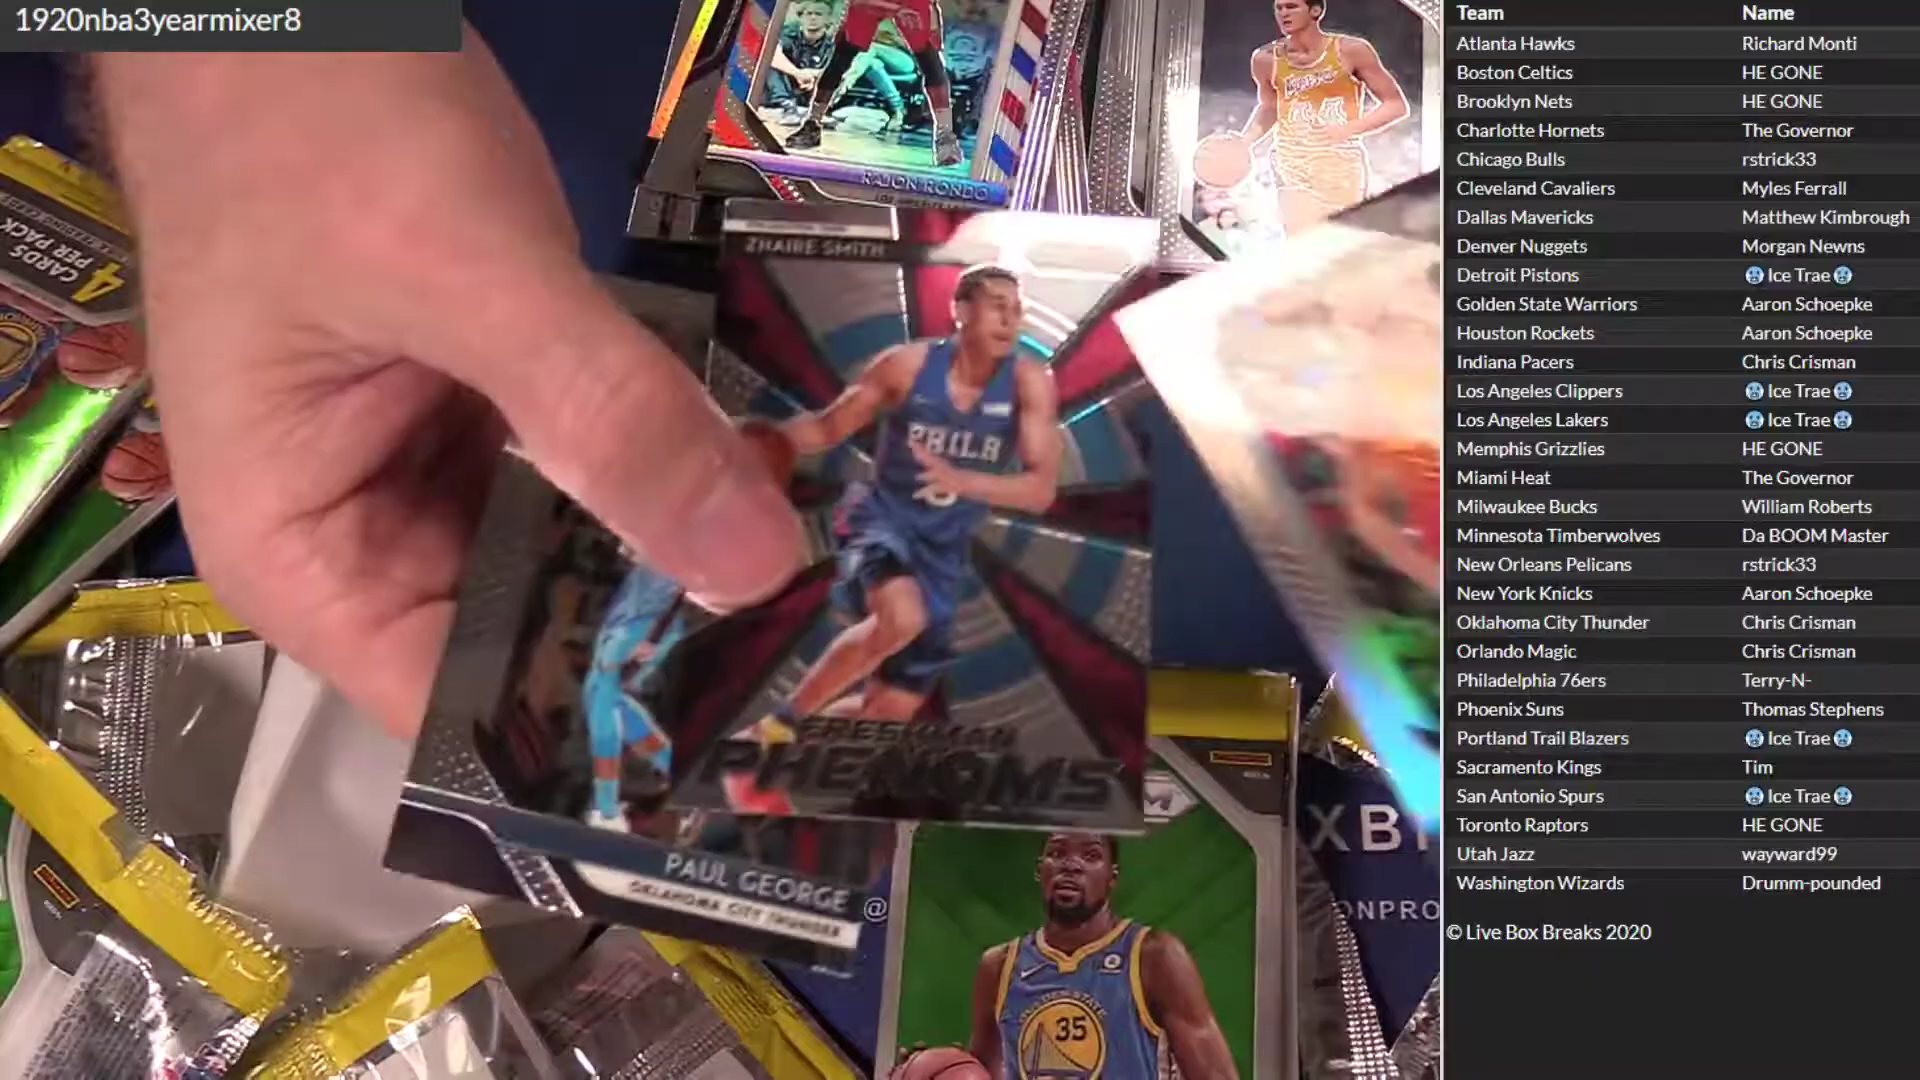 1920nba3yearmixer8
CARDS
PER PACK
4
RAJON RONDO
ZHAIRE SMITH
PHILA
FRESHMAN
PHENOMS
PAUL GEORGE
OKLAHOMA CITY THUNDER
@
XB
ONPRO
GOLDEN STATE
35
WARRIORS
Team Name
Atlanta Hawks Richard Monti
Boston Celtics HE GONE
Brooklyn Nets HE GONE
Charlotte Hornets The Governor
Chicago Bulls rstrick33
Cleveland Cavaliers Myles Ferrall
Dallas Mavericks Matthew Kimbrough
Denver Nuggets Morgan Newns
Detroit Pistons 🥶 Ice Trae 🥶
Golden State Warriors Aaron Schoepke
Houston Rockets Aaron Schoepke
Indiana Pacers Chris Crisman
Los Angeles Clippers 🥶 Ice Trae 🥶
Los Angeles Lakers 🥶 Ice Trae 🥶
Memphis Grizzlies HE GONE
Miami Heat The Governor
Milwaukee Bucks William Roberts
Minnesota Timberwolves Da BOOM Master
New Orleans Pelicans rstrick33
New York Knicks Aaron Schoepke
Oklahoma City Thunder Chris Crisman
Orlando Magic Chris Crisman
Philadelphia 76ers Terry-N-
Phoenix Suns Thomas Stephens
Portland Trail Blazers 🥶 Ice Trae 🥶
Sacramento Kings Tim
San Antonio Spurs 🥶 Ice Trae 🥶
Toronto Raptors HE GONE
Utah Jazz wayward99
Washington Wizards Drumm-pounded
© Live Box Breaks 2020